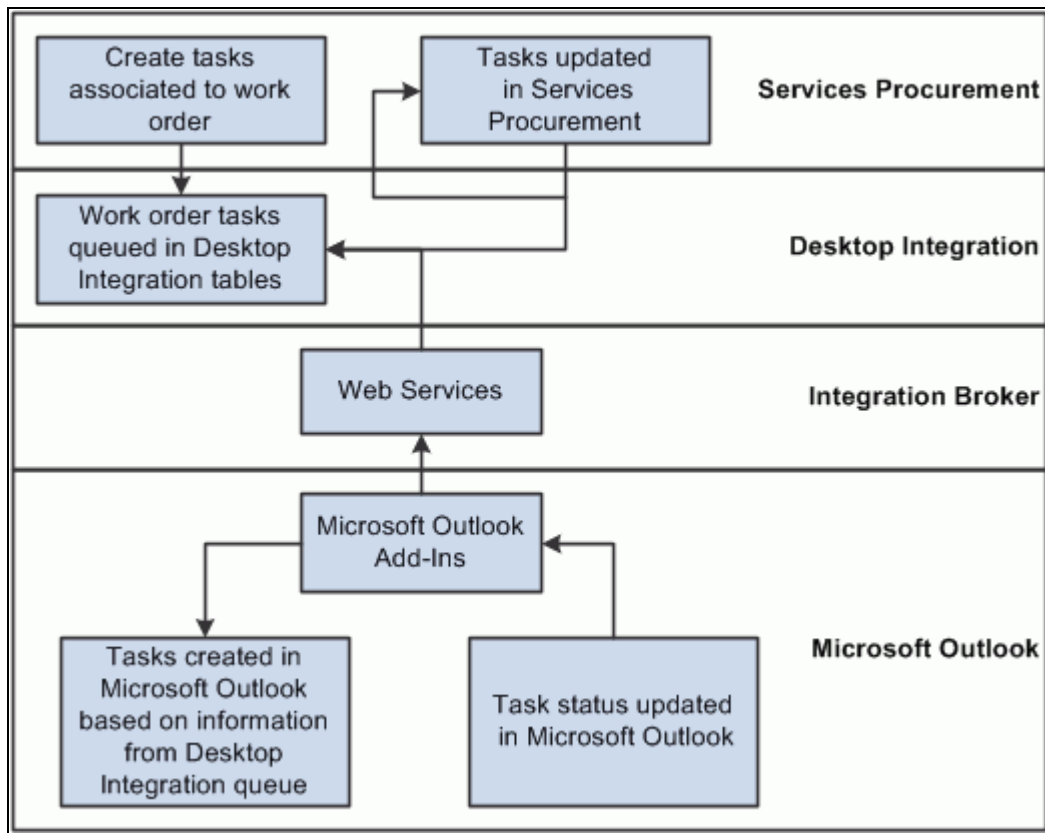 Create tasks
associated to work
order
Tasks updated
in Services
Procurement
Services Procurement
Work order tasks
queued in Desktop
Integration tables
Desktop Integration
Web Services
Integration Broker
Microsoft Outlook
Add-Ins
Tasks created in
Microsoft Outlook
based on information
from Desktop
Integration queue
Task status updated
in Microsoft Outlook
Microsoft Outlook